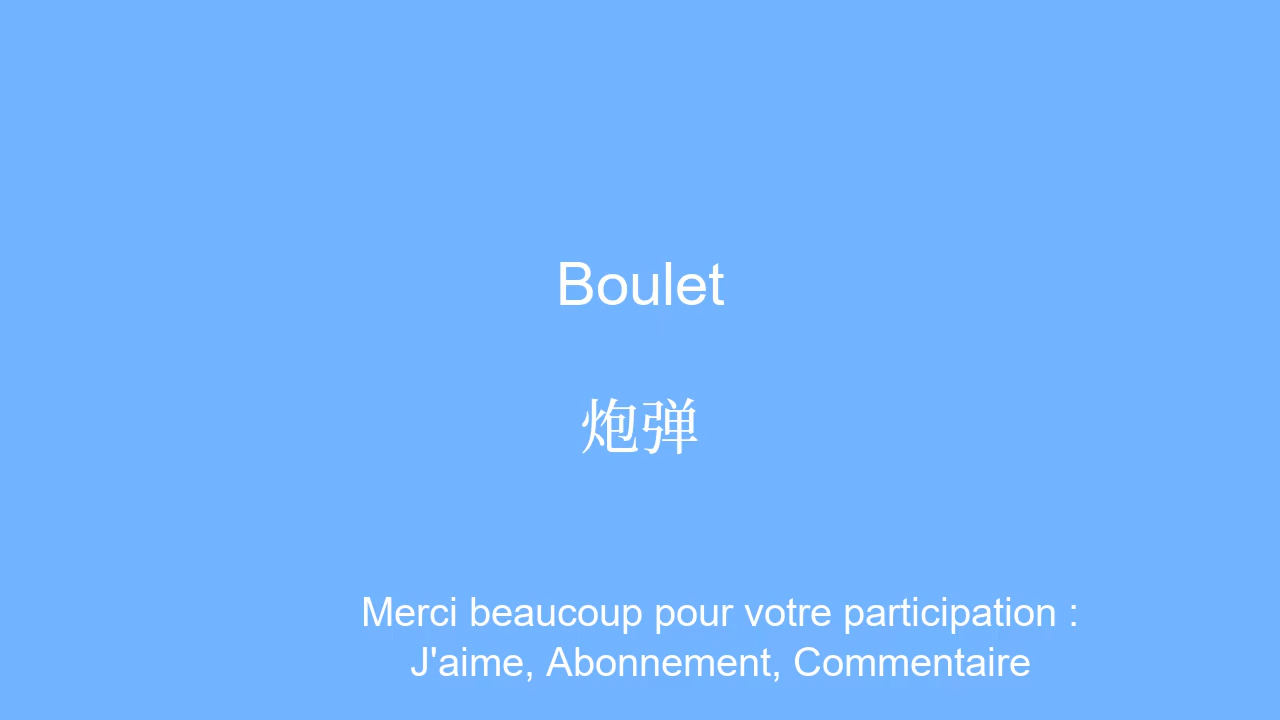 Boulet
炮弹
Merci beaucoup pour votre participation :
J'aime, Abonnement, Commentaire